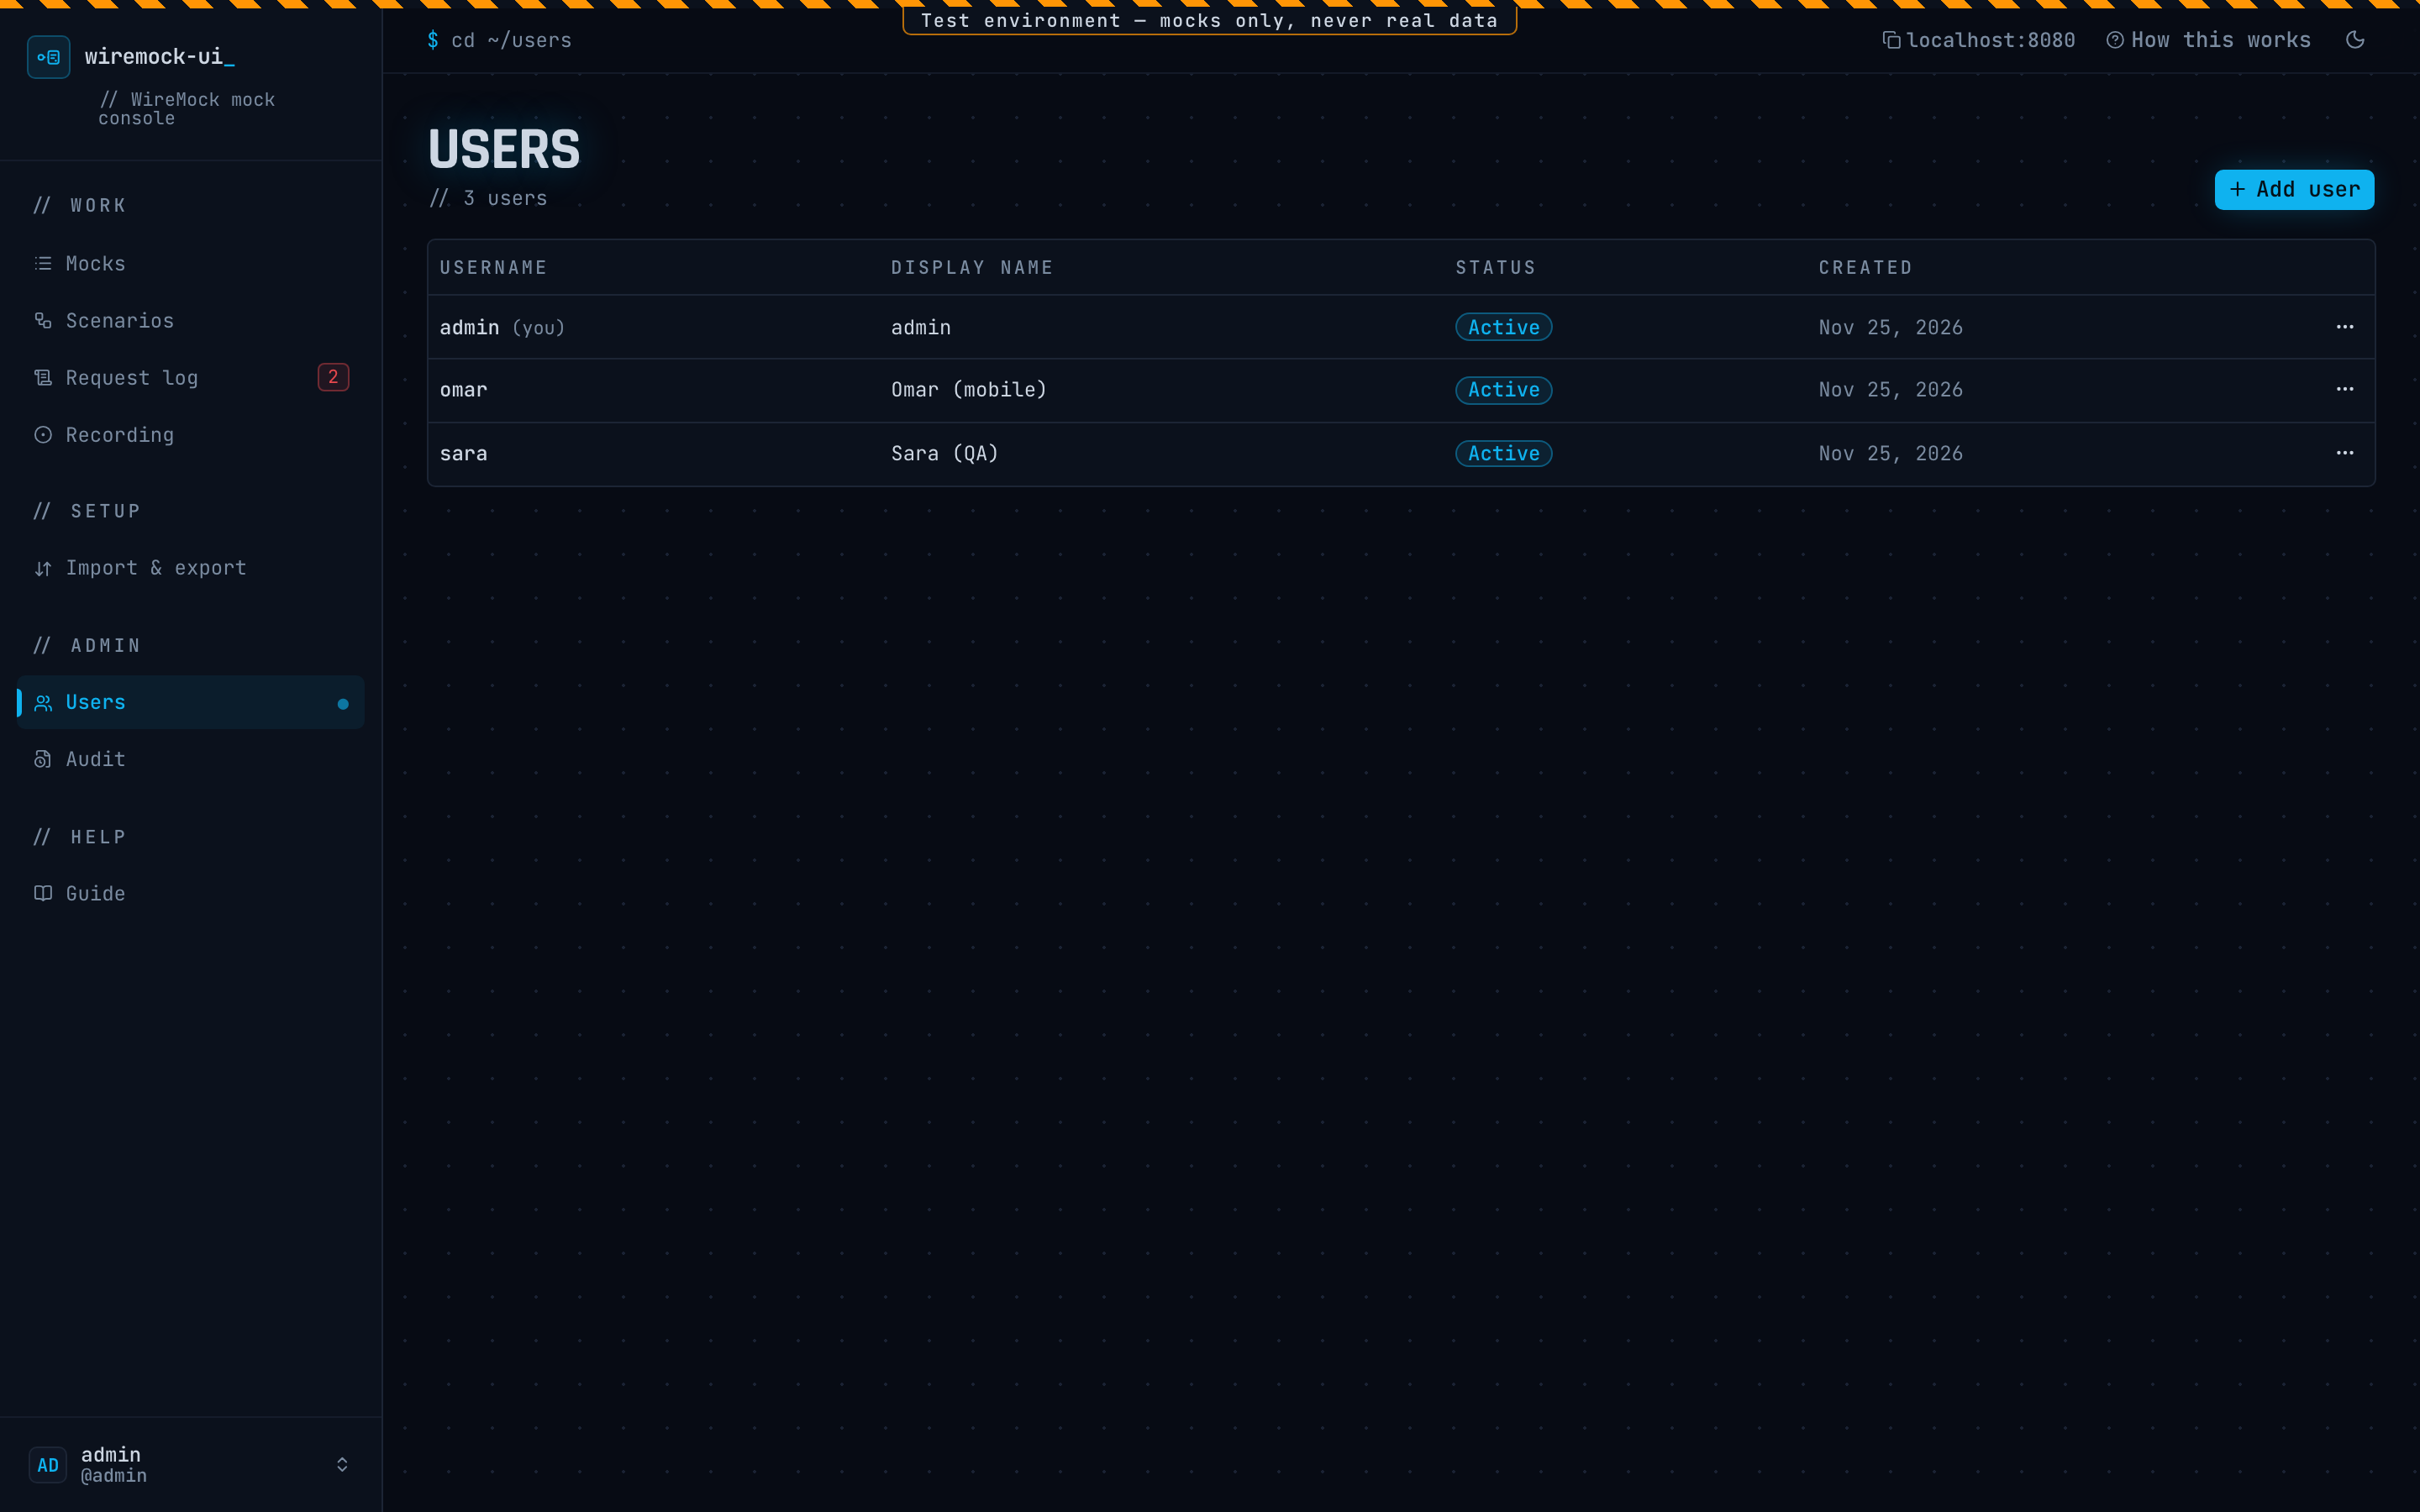 Test environment — mocks only, never real data
wiremock-ui_
// WireMock mock
console
$ cd ~/users
localhost:8080
How this works
// WORK
Mocks
Scenarios
Request log 2
Recording
// SETUP
Import & export
// ADMIN
Users
Audit
// HELP
Guide
AD
admin
@admin
USERS
// 3 users
+ Add user
USERNAME DISPLAY NAME STATUS CREATED
admin (you) admin Active Nov 25, 2026 ...
omar Omar (mobile) Active Nov 25, 2026 ...
sara Sara (QA) Active Nov 25, 2026 ...